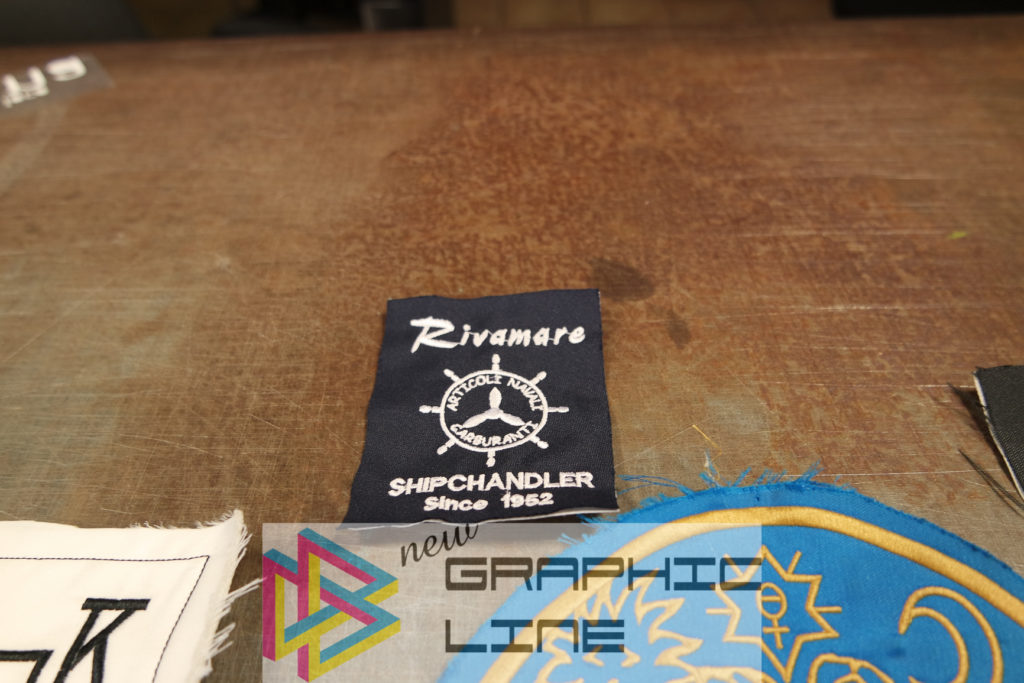 Rivamare
ARTICOLI NAVALI
CARBURANTI
SHIPCHANDLER
Since 1952
K
new
GRAPHIC
LINE